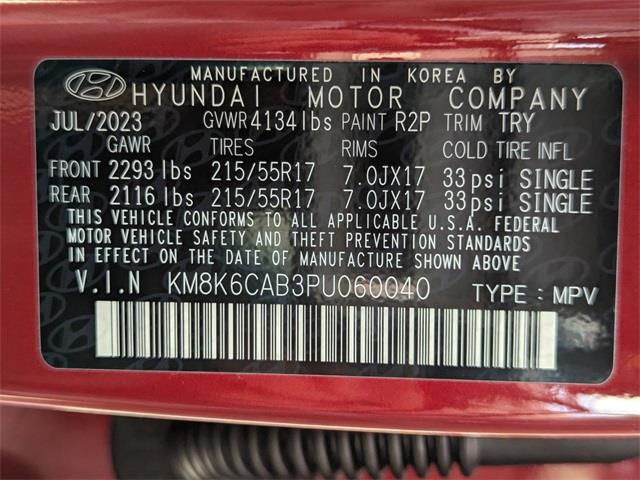 MANUFACTURED IN KOREA BY
HYUNDAI MOTOR COMPANY
JUL/2023 GVWR 4134lbs PAINT R2P TRIM TRY
GAWR TIRES RIMS COLD TIRE INFL
FRONT 2293 lbs 215/55R17 7.0JX17 33psi SINGLE
REAR 2116 lbs 215/55R17 7.0JX17 33psi SINGLE
THIS VEHICLE CONFORMS TO ALL APPLICABLE U.S.A. FEDERAL
MOTOR VEHICLE SAFETY AND THEFT PREVENTION STANDARDS
IN EFFECT ON THE DATE OF MANUFACTURE SHOWN ABOVE.
V.I.N KM8K6CAB3PU060040 TYPE : MPV